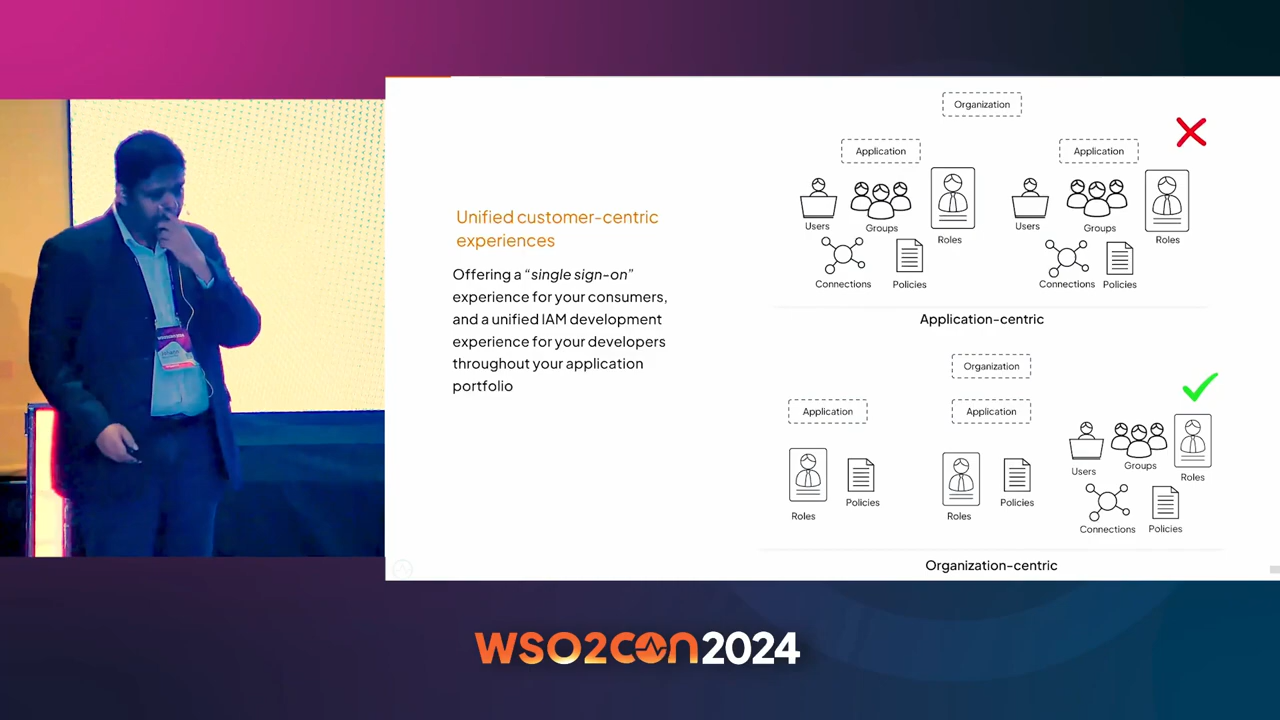 Unified customer-centric
experiences
Offering a “single sign-on”
experience for your consumers,
and a unified IAM development
experience for your developers
throughout your application
portfolio
Organization
Application
Application
Users
Groups
Roles
Users
Groups
Roles
Connections
Policies
Connections
Policies
Application-centric
Organization
Application
Application
Users
Groups
Roles
Roles
Policies
Roles
Policies
Connections
Policies
Organization-centric
WSO2CON2024